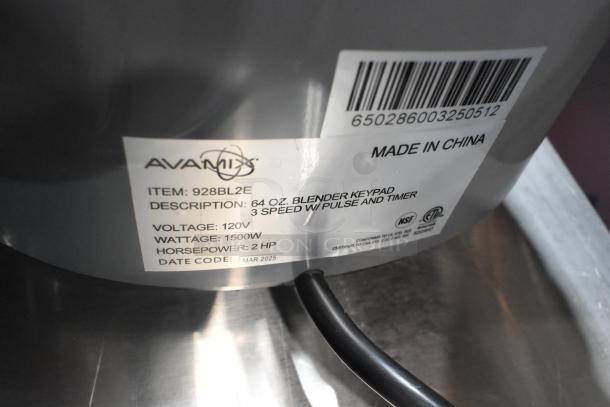 650286003250512
MADE IN CHINA
AVAMIX
ITEM: 928BL2E
DESCRIPTION: 64 OZ. BLENDER KEYPAD
3 SPEED W/ PULSE AND TIMER
VOLTAGE: 120V
WATTAGE: 1500W
HORSEPOWER: 2 HP
DATE CODE: MAR 2025
NSF